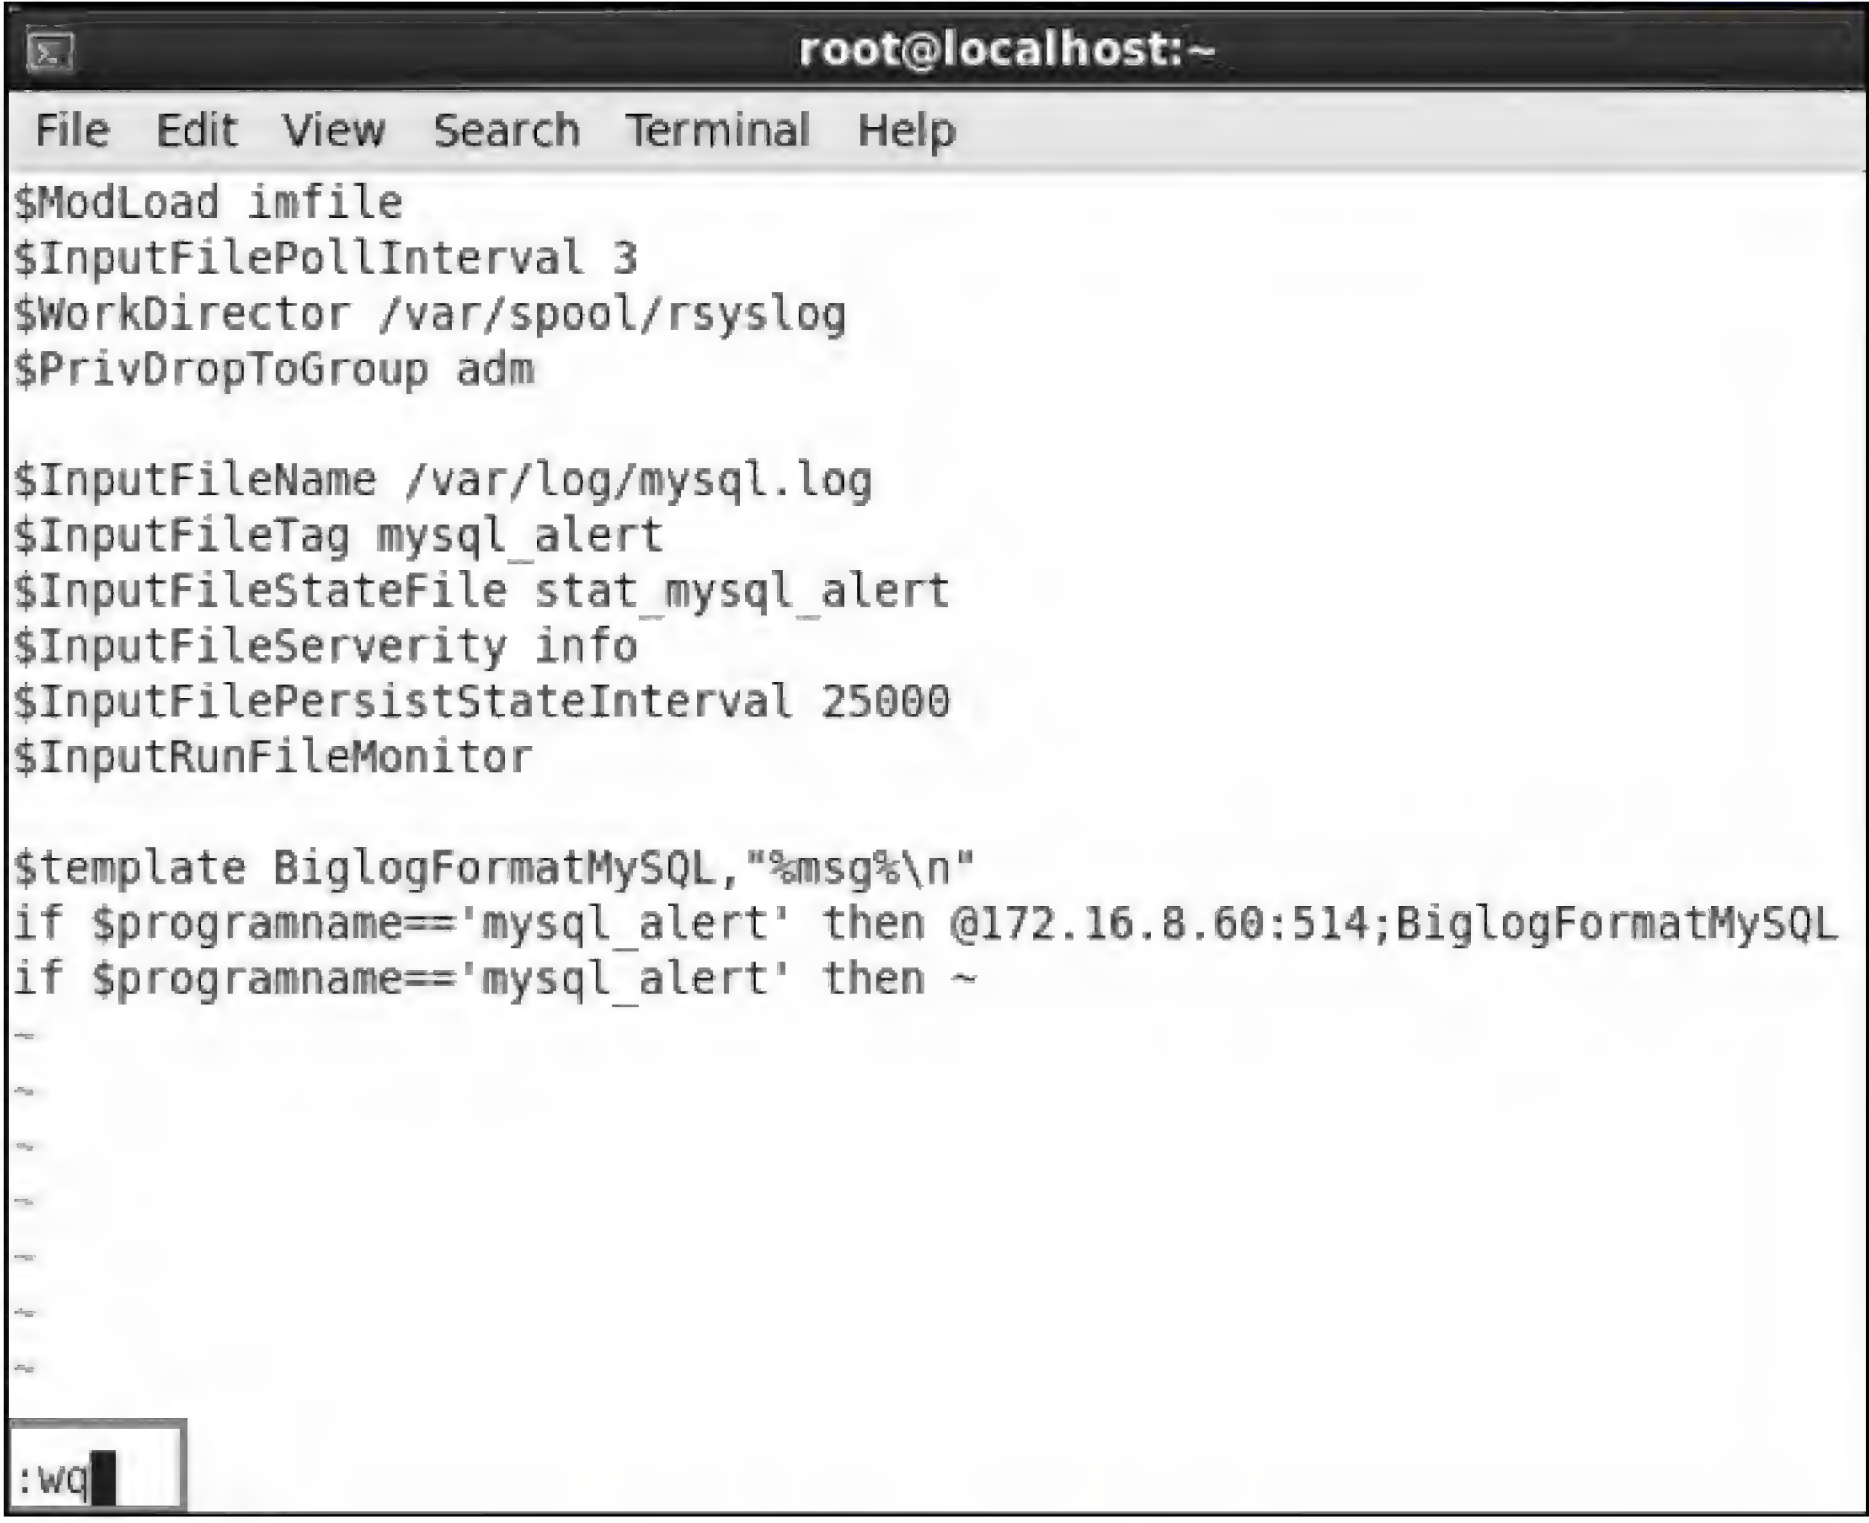 root@localhost:~
File Edit View Search Terminal Help
$ModLoad imfile
$InputFilePollInterval 3
$WorkDirector /var/spool/rsyslog
$PrivDropToGroup adm
$InputFileName /var/log/mysql.log
$InputFileTag mysql_alert
$InputFileStateFile stat_mysql_alert
$InputFileServerity info
$InputFilePersistStateInterval 25000
$InputRunFileMonitor
$template BiglogFormatMySQL,"%msg%\n"
if $programname=='mysql_alert' then @172.16.8.60:514;BiglogFormatMySQL
if $programname=='mysql_alert' then ~
~
~
~
~
~
~
~
:wq